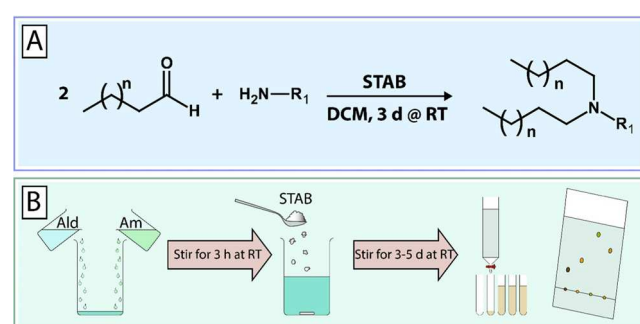 A
2
n
O
H
+
H₂N—R₁
STAB
DCM, 3 d @ RT
n
n
N
R₁
B
Ald
Am
Stir for 3 h at RT
STAB
Stir for 3-5 d at RT